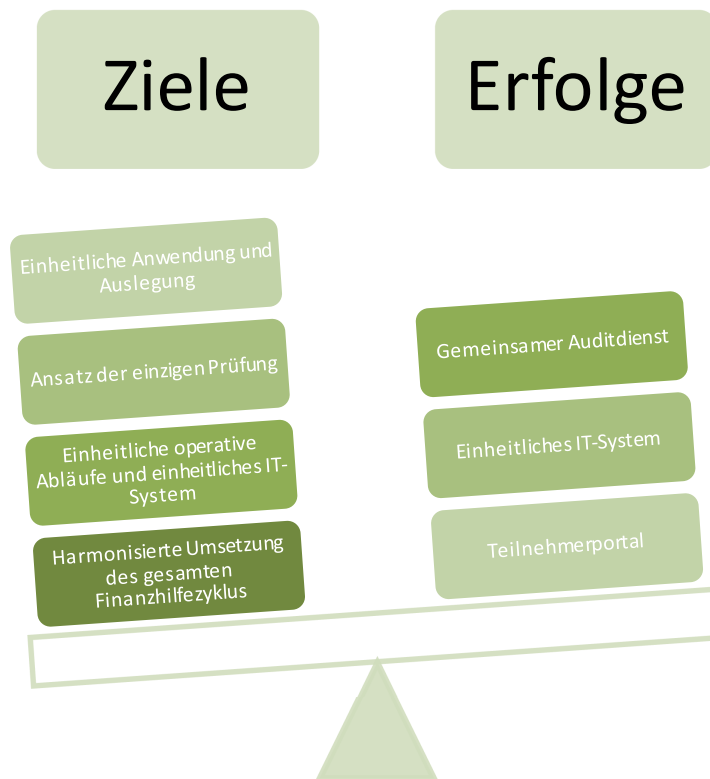 Ziele
Erfolge
Einheitliche Anwendung und
Auslegung
Ansatz der einzigen Prüfung
Einheitliche operative
Abläufe und einheitliches IT-
System
Harmonisierte Umsetzung
des gesamten
Finanzhilfezyklus
Gemeinsamer Auditdienst
Einheitliches IT-System
Teilnehmerportal